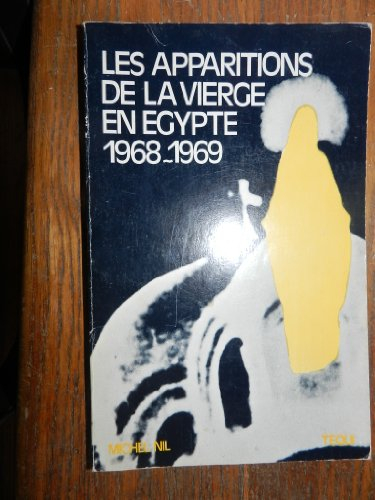 LES APPARITIONS
DE LA VIERGE
EN EGYPTE
1968-1969
MICHEL NIL
TEQUI